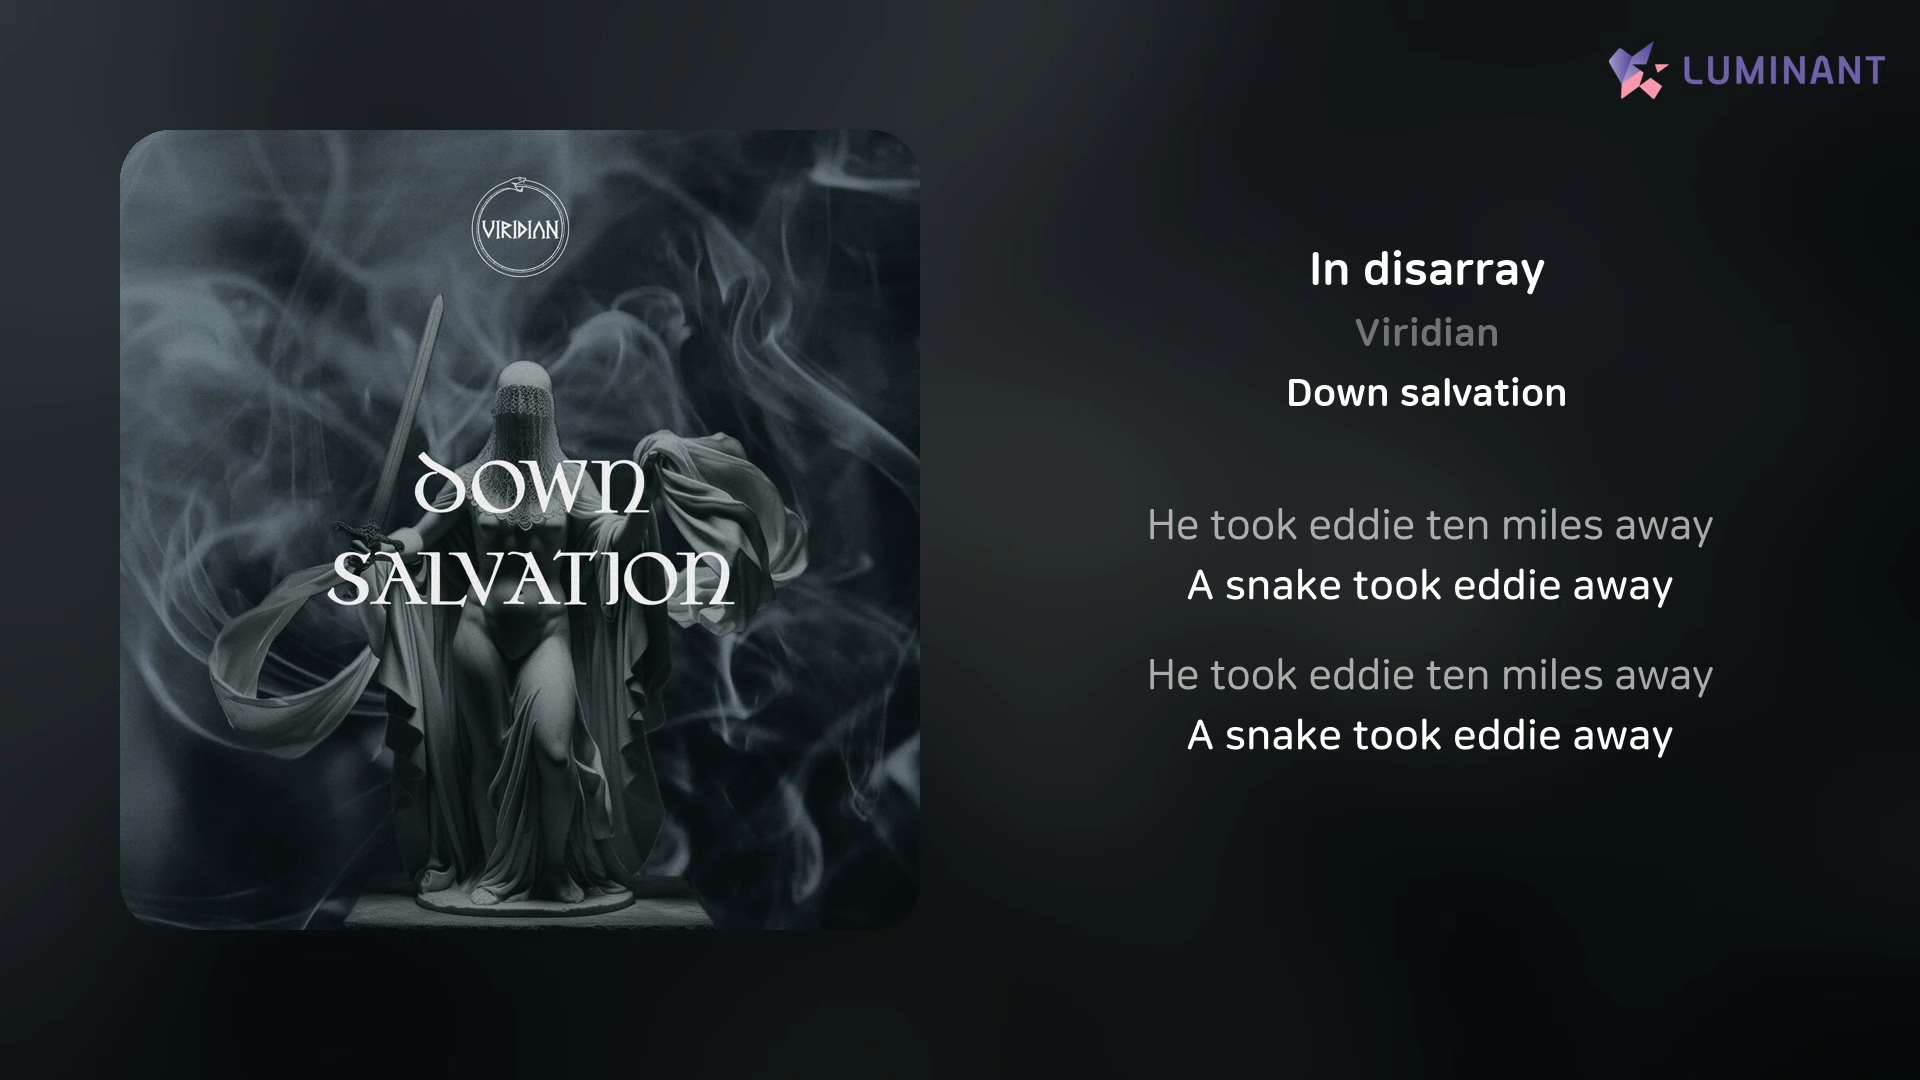 LUMINANT
VIRIDIAN
DOWN
SALVATION
In disarray
Viridian
Down salvation
He took eddie ten miles away
A snake took eddie away
He took eddie ten miles away
A snake took eddie away